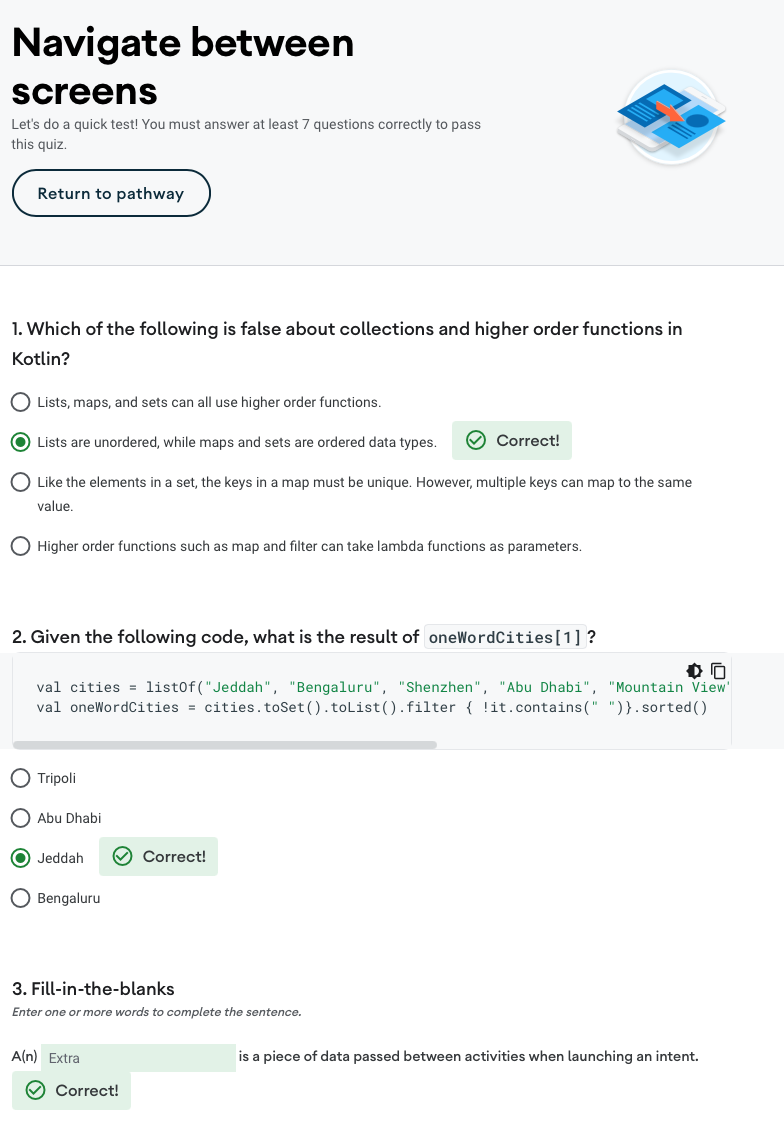 Navigate between
screens
Let's do a quick test! You must answer at least 7 questions correctly to pass
this quiz.
Return to pathway
1. Which of the following is false about collections and higher order functions in
Kotlin?
Lists, maps, and sets can all use higher order functions.
Lists are unordered, while maps and sets are ordered data types. Correct!
Like the elements in a set, the keys in a map must be unique. However, multiple keys can map to the same
value.
Higher order functions such as map and filter can take lambda functions as parameters.
2. Given the following code, what is the result of oneWordCities[1]?
val cities = listOf("Jeddah", "Bengaluru", "Shenzhen", "Abu Dhabi", "Mountain View"
val oneWordCities = cities.toSet().toList().filter { !it.contains(" ")}.sorted()
Tripoli
Abu Dhabi
Jeddah Correct!
Bengaluru
3. Fill-in-the-blanks
Enter one or more words to complete the sentence.
A(n) Extra is a piece of data passed between activities when launching an intent.
Correct!